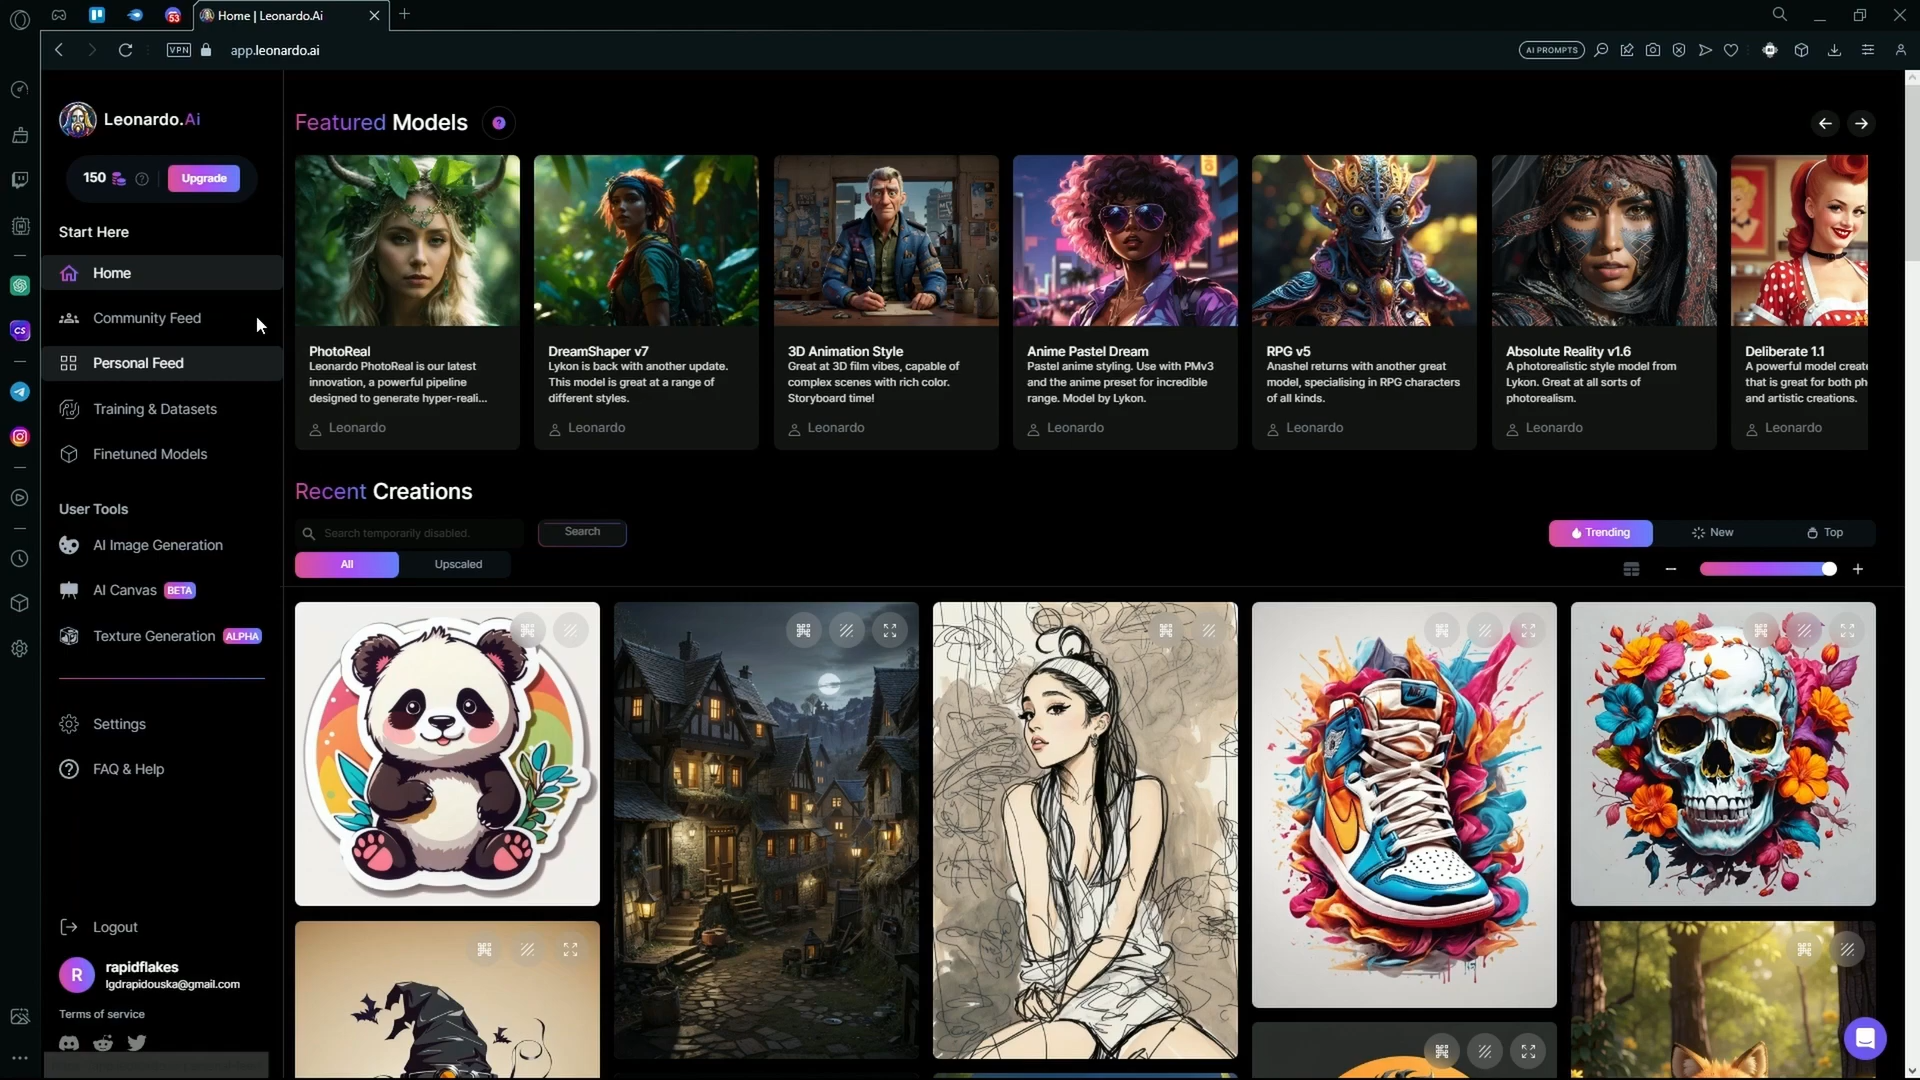 53
Home | Leonardo.Ai
VPN
app.leonardo.ai
AI PROMPTS
CS
Leonardo.Ai
150
Upgrade
Start Here
Home
Community Feed
Personal Feed
Training & Datasets
Finetuned Models
User Tools
AI Image Generation
AI Canvas BETA
Texture Generation ALPHA
Settings
FAQ & Help
Logout
R
rapidflakes
lgdrapidouska@gmail.com
Terms of service
Featured Models
PhotoReal
Leonardo PhotoReal is our latest
innovation, a powerful pipeline
designed to generate hyper-reali...
Leonardo
DreamShaper v7
Lykon is back with another update.
This model is great at a range of
different styles.
Leonardo
3D Animation Style
Great at 3D film vibes, capable of
complex scenes with rich color.
Storyboard time!
Leonardo
Anime Pastel Dream
Pastel anime styling. Use with PMv3
and the anime preset for incredible
range. Model by Lykon.
Leonardo
RPG v5
Anashel returns with another great
model, specialising in RPG characters
of all kinds.
Leonardo
Absolute Reality v1.6
A photorealistic style model from
Lykon. Great at all sorts of
photorealism.
Leonardo
Deliberate 1.1
A powerful model create
that is great for both ph
and artistic creations.
Leonardo
Recent Creations
Search temporarily disabled.
Search
Trending
New
Top
All
Upscaled